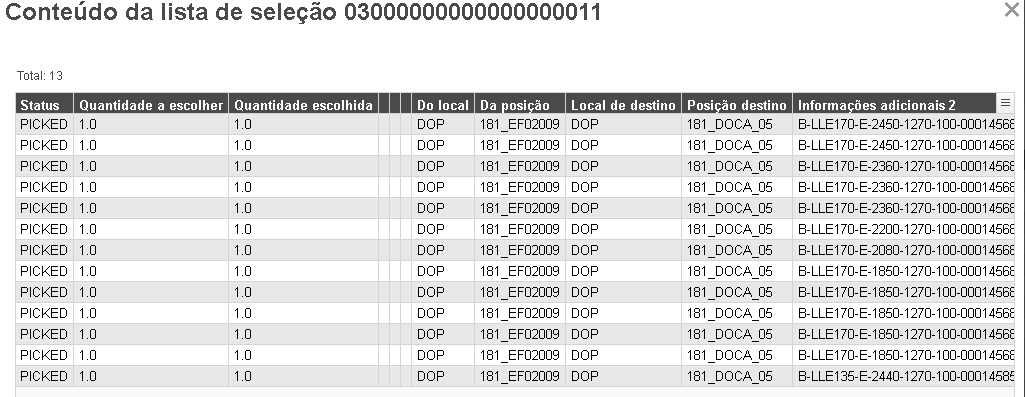 Conteúdo da lista de seleção 03000000000000000011
Total: 13
Status Quantidade a escolher Quantidade escolhida Do local Da posição Local de destino Posição destino Informações adicionais 2
PICKED 1.0 1.0 DOP 181_EF02009 DOP 181_DOCA_05 B-LLE170-E-2450-1270-100-00014568
PICKED 1.0 1.0 DOP 181_EF02009 DOP 181_DOCA_05 B-LLE170-E-2450-1270-100-00014568
PICKED 1.0 1.0 DOP 181_EF02009 DOP 181_DOCA_05 B-LLE170-E-2360-1270-100-00014568
PICKED 1.0 1.0 DOP 181_EF02009 DOP 181_DOCA_05 B-LLE170-E-2360-1270-100-00014568
PICKED 1.0 1.0 DOP 181_EF02009 DOP 181_DOCA_05 B-LLE170-E-2360-1270-100-00014568
PICKED 1.0 1.0 DOP 181_EF02009 DOP 181_DOCA_05 B-LLE170-E-2200-1270-100-00014568
PICKED 1.0 1.0 DOP 181_EF02009 DOP 181_DOCA_05 B-LLE170-E-2080-1270-100-00014568
PICKED 1.0 1.0 DOP 181_EF02009 DOP 181_DOCA_05 B-LLE170-E-1850-1270-100-00014568
PICKED 1.0 1.0 DOP 181_EF02009 DOP 181_DOCA_05 B-LLE170-E-1850-1270-100-00014568
PICKED 1.0 1.0 DOP 181_EF02009 DOP 181_DOCA_05 B-LLE170-E-1850-1270-100-00014568
PICKED 1.0 1.0 DOP 181_EF02009 DOP 181_DOCA_05 B-LLE170-E-1850-1270-100-00014568
PICKED 1.0 1.0 DOP 181_EF02009 DOP 181_DOCA_05 B-LLE170-E-1850-1270-100-00014568
PICKED 1.0 1.0 DOP 181_EF02009 DOP 181_DOCA_05 B-LLE135-E-2440-1270-100-00014585